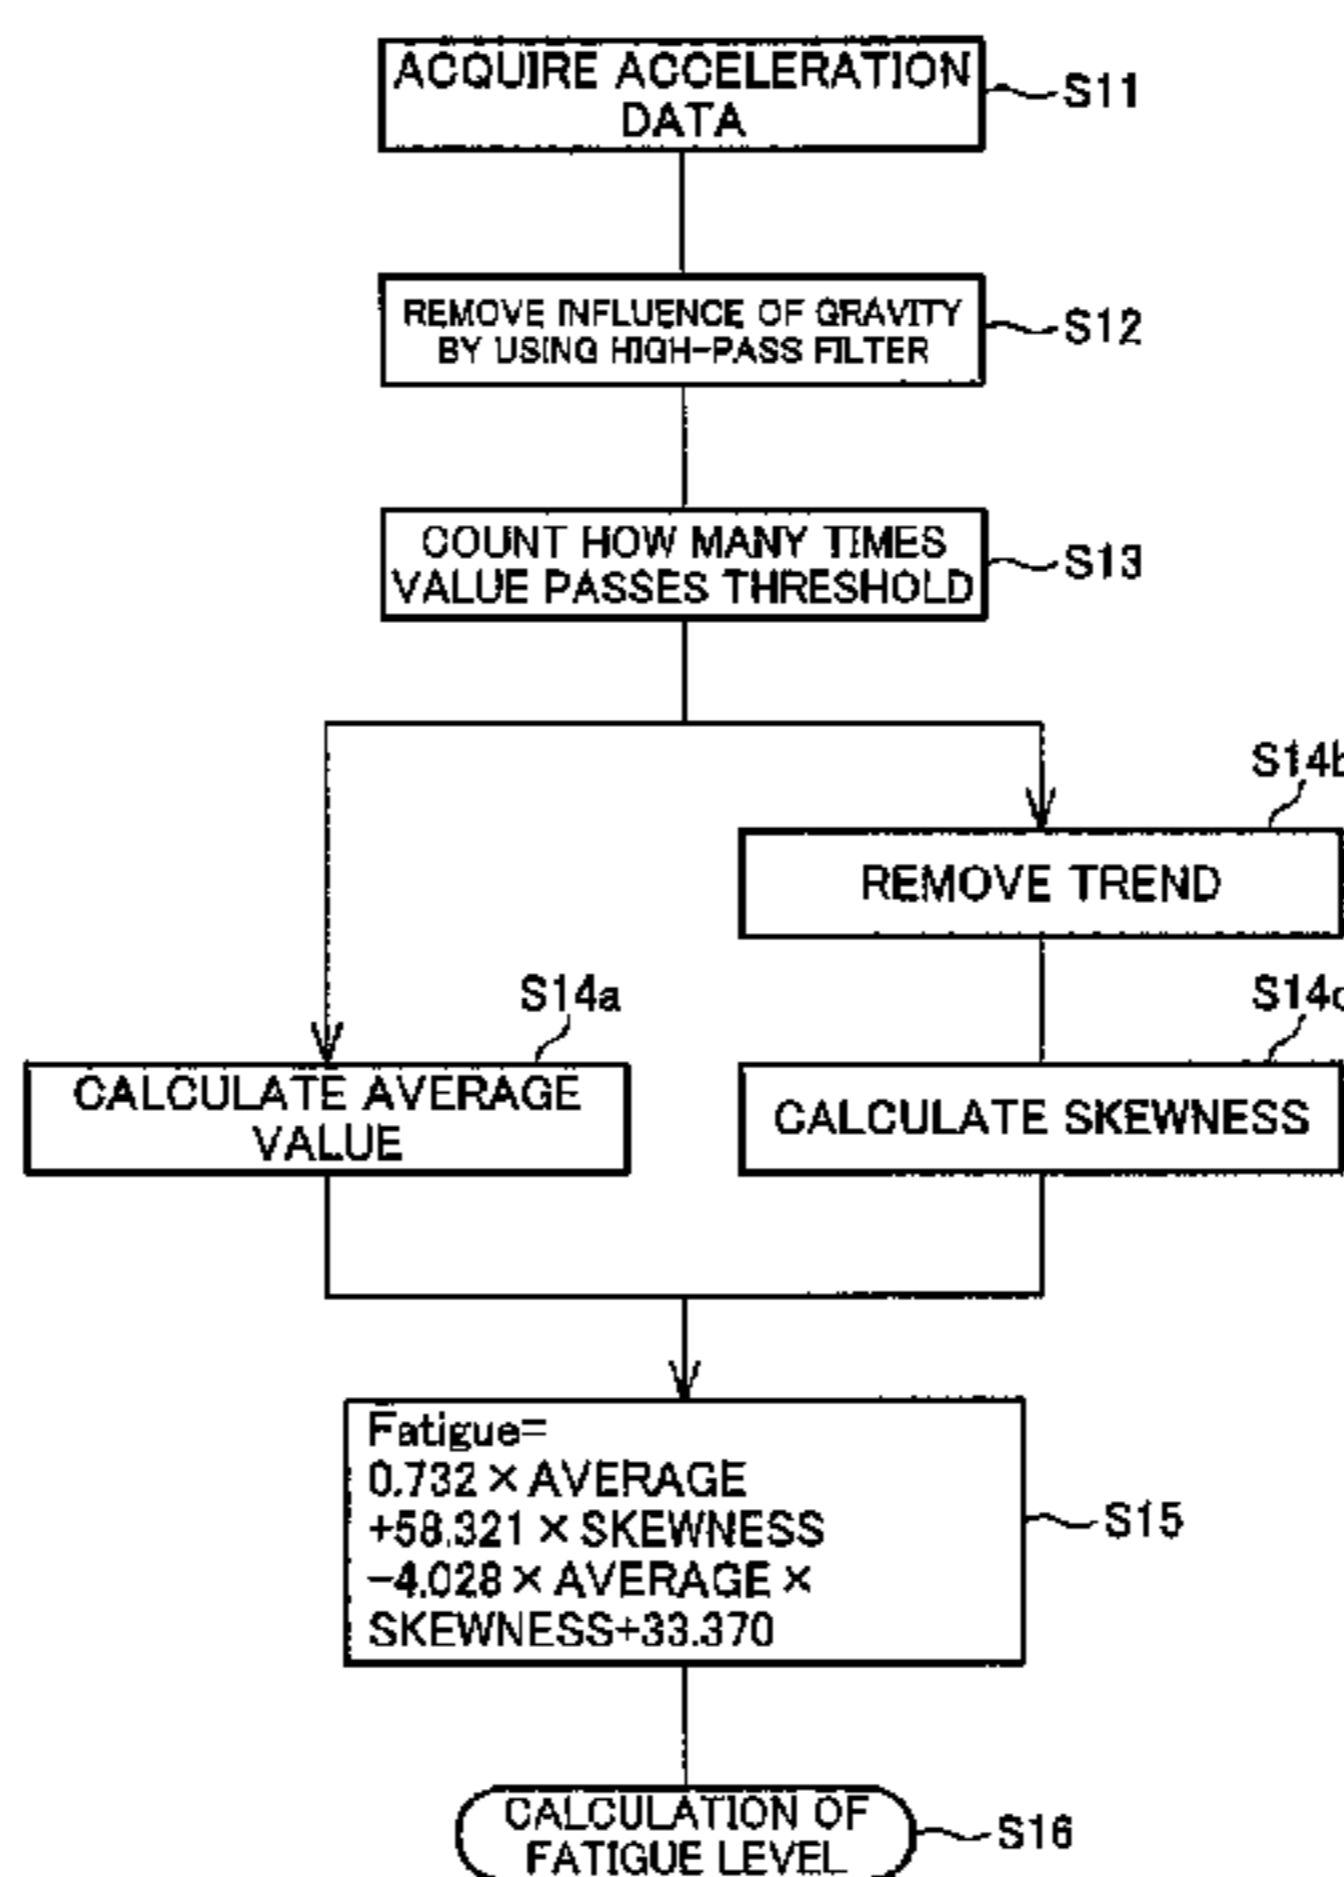 ACQUIRE ACCELERATION
DATA
S11
REMOVE INFLUENCE OF GRAVITY
BY USING HIGH-PASS FILTER
S12
COUNT HOW MANY TIMES
VALUE PASSES THRESHOLD
S13
S14b
REMOVE TREND
S14a
CALCULATE AVERAGE
VALUE
S14c
CALCULATE SKEWNESS
Fatigue=
0.732×AVERAGE
+58.321×SKEWNESS
−4.028×AVERAGE×
SKEWNESS+33.370
S15
CALCULATION OF
FATIGUE LEVEL
S16